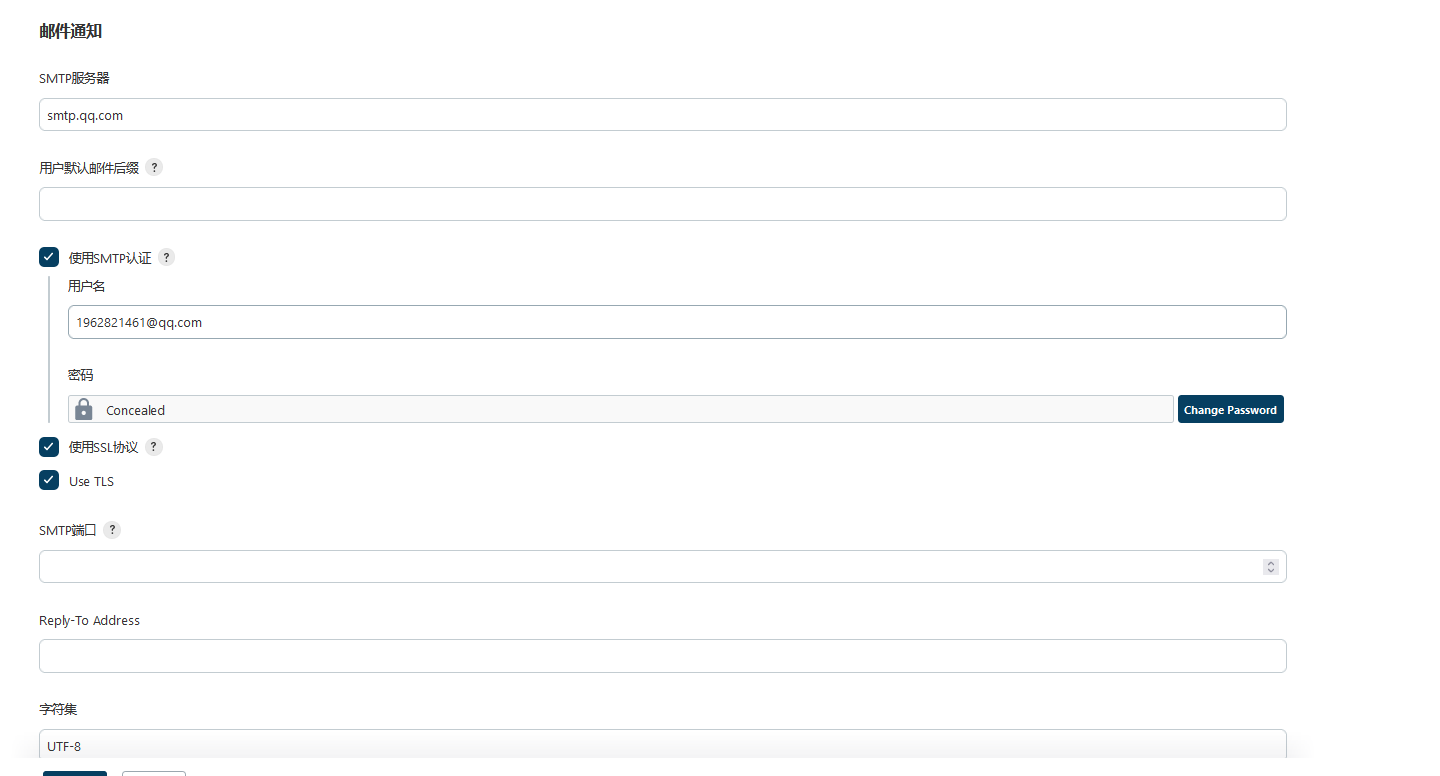 邮件通知
SMTP服务器
smtp.qq.com
用户默认邮件后缀 ?
使用SMTP认证 ?
用户名
1962821461@qq.com
密码
Concealed
Change Password
使用SSL协议 ?
Use TLS
SMTP端口 ?
Reply-To Address
字符集
UTF-8